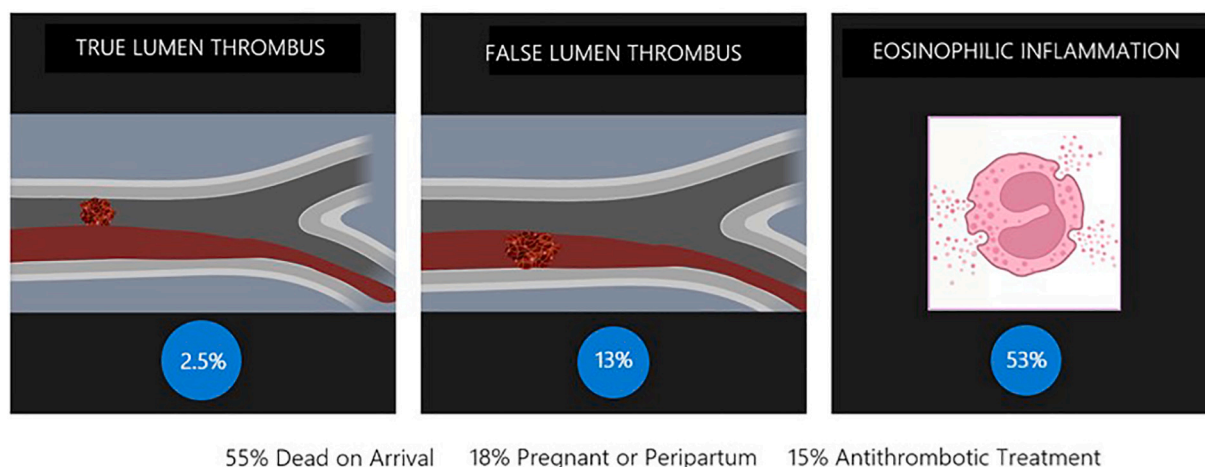 TRUE LUMEN THROMBUS
FALSE LUMEN THROMBUS
EOSINOPHILIC INFLAMMATION
2.5%
13%
53%
55% Dead on Arrival 18% Pregnant or Peripartum 15% Antithrombotic Treatment